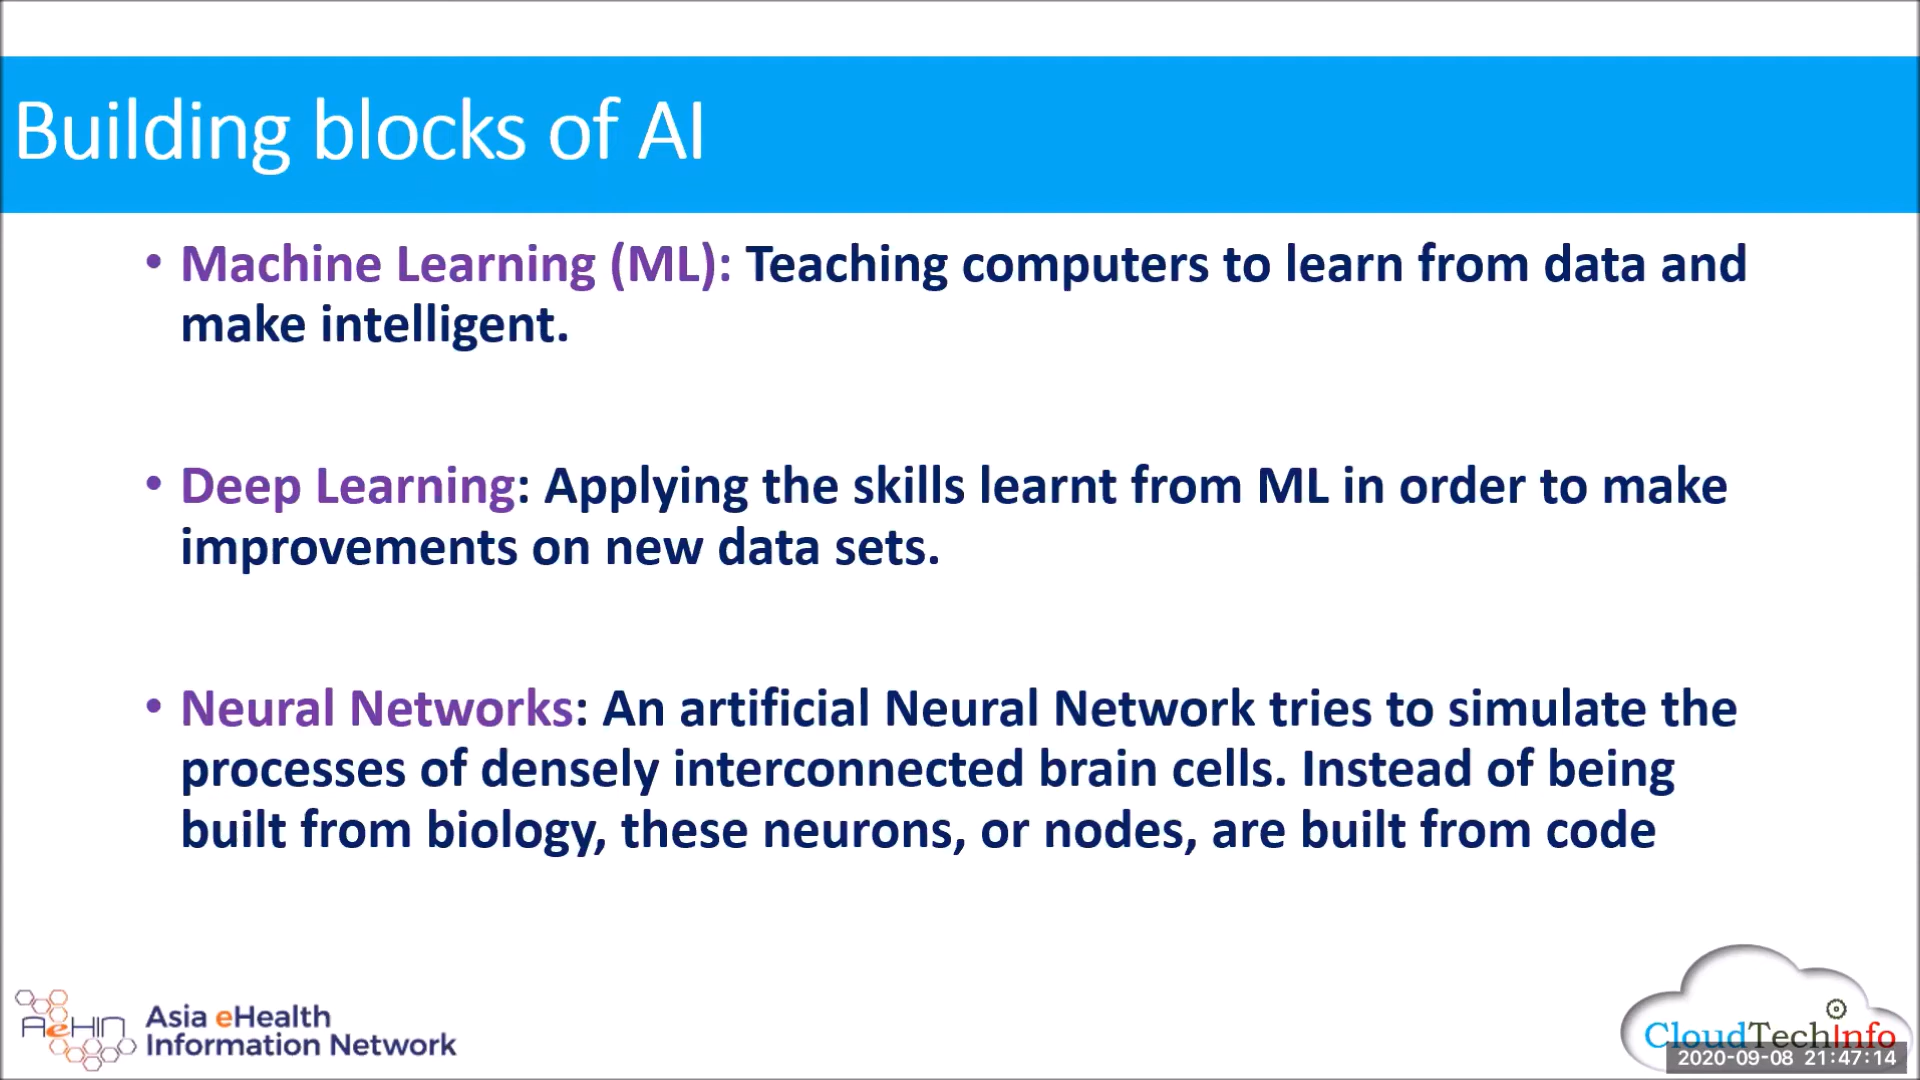 Building blocks of AI
• Machine Learning (ML): Teaching computers to learn from data and
make intelligent.
• Deep Learning: Applying the skills learnt from ML in order to make
improvements on new data sets.
• Neural Networks: An artificial Neural Network tries to simulate the
processes of densely interconnected brain cells. Instead of being
built from biology, these neurons, or nodes, are built from code
AeHIN
Asia eHealth
Information Network
CloudTechInfo
2020-09-08 21:47:14